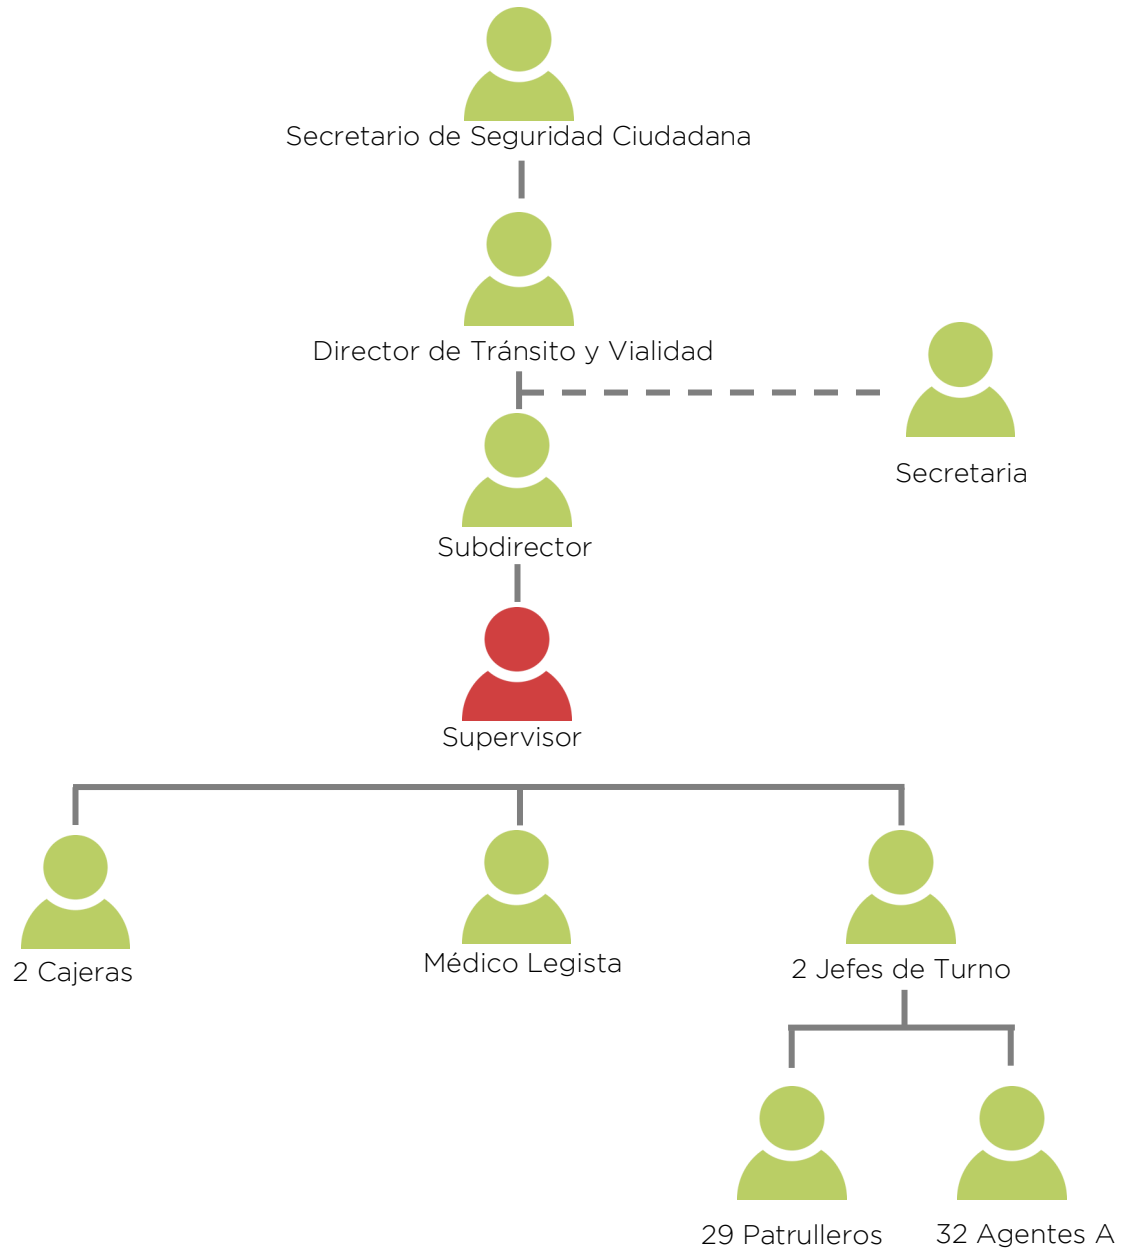 Secretario de Seguridad Ciudadana
Director de Tránsito y Vialidad
Secretaria
Subdirector
Supervisor
2 Cajeras
Médico Legista
2 Jefes de Turno
29 Patrulleros
32 Agentes A